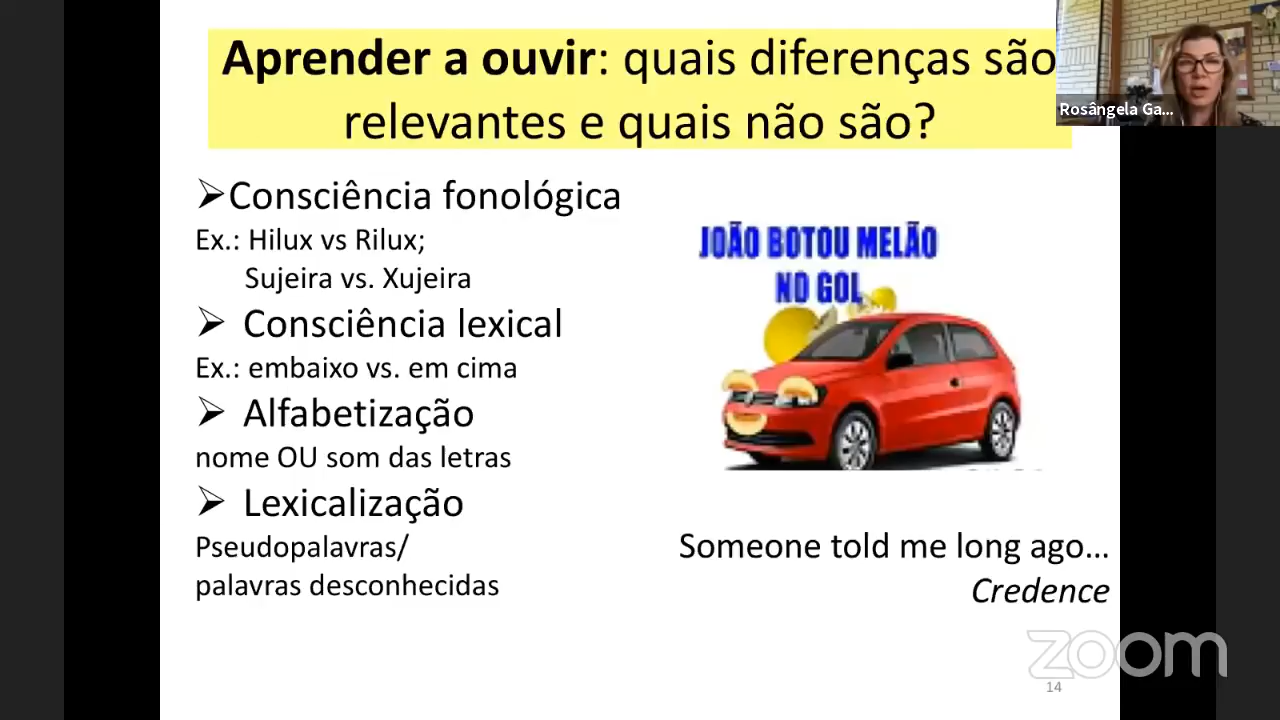 Aprender a ouvir: quais diferenças são
relevantes e quais não são?
Rosângela Ga...
➢Consciência fonológica
Ex.: Hilux vs Rilux;
Sujeira vs. Xujeira
➢ Consciência lexical
Ex.: embaixo vs. em cima
➢ Alfabetização
nome OU som das letras
➢ Lexicalização
Pseudopalavras/
palavras desconhecidas
JOÃO BOTOU MELÃO
NO GOL
Someone told me long ago...
Credence
zoom
14